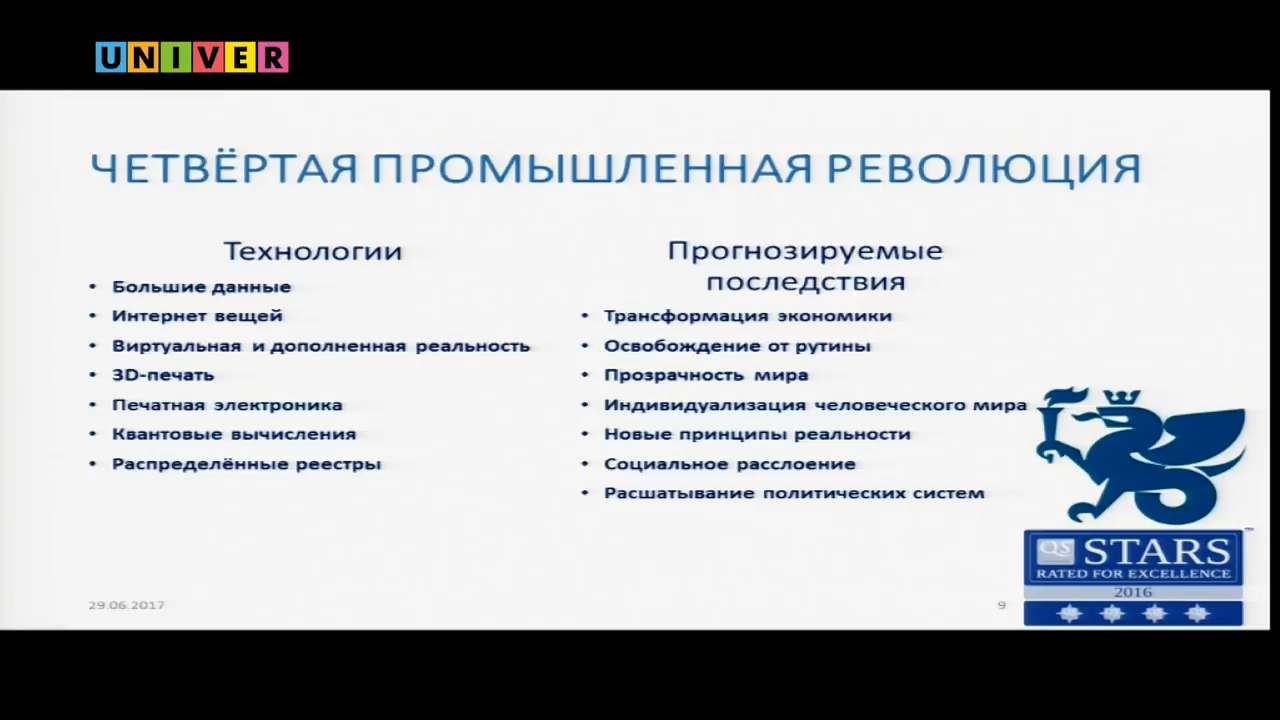 UNIVER
ЧЕТВЁРТАЯ ПРОМЫШЛЕННАЯ РЕВОЛЮЦИЯ
Технологии
• Большие данные
• Интернет вещей
• Виртуальная и дополненная реальность
• 3D-печать
• Печатная электроника
• Квантовые вычисления
• Распределённые реестры
Прогнозируемые
последствия
• Трансформация экономики
• Освобождение от рутины
• Прозрачность мира
• Индивидуализация человеческого мира
• Новые принципы реальности
• Социальное расслоение
• Расшатывание политических систем
QS STARS
™
RATED FOR EXCELLENCE
2016
29.06.2017
9